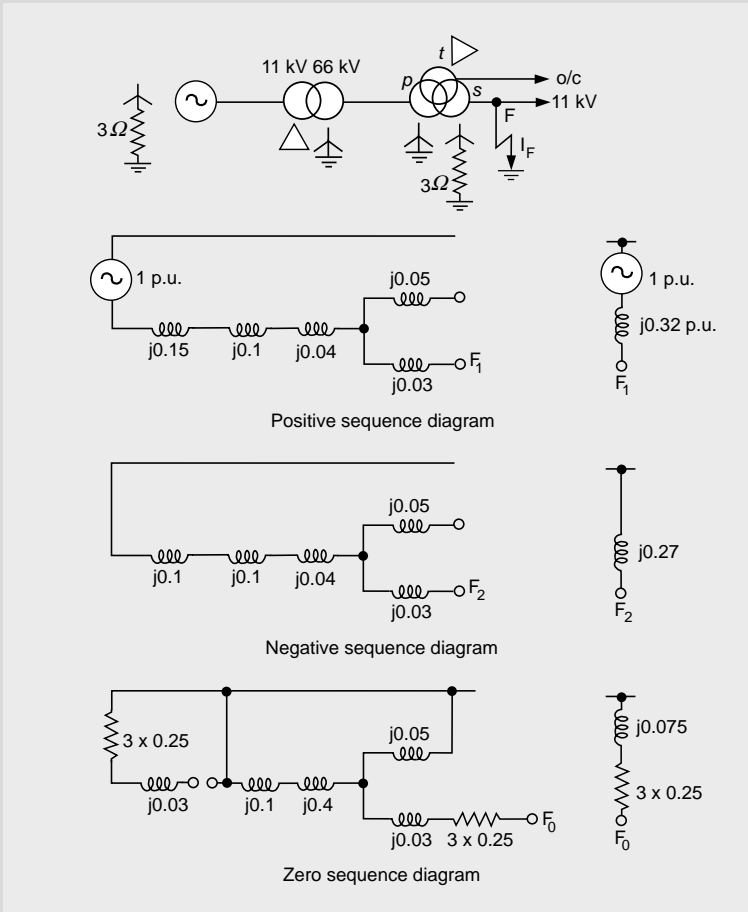 t
11 kV 66 kV
p
o/c
s
11 kV
F
3Ω
I_F
3Ω
j0.05
1 p.u.
1 p.u.
j0.32 p.u.
F₁
j0.15
j0.1
j0.04
j0.03
F₁
Positive sequence diagram
j0.05
j0.27
j0.1
j0.1
j0.04
F₂
j0.03
F₂
Negative sequence diagram
j0.05
j0.075
3 x 0.25
3 x 0.25
j0.03
j0.1
j0.4
F₀
j0.03
3 x 0.25
F₀
Zero sequence diagram